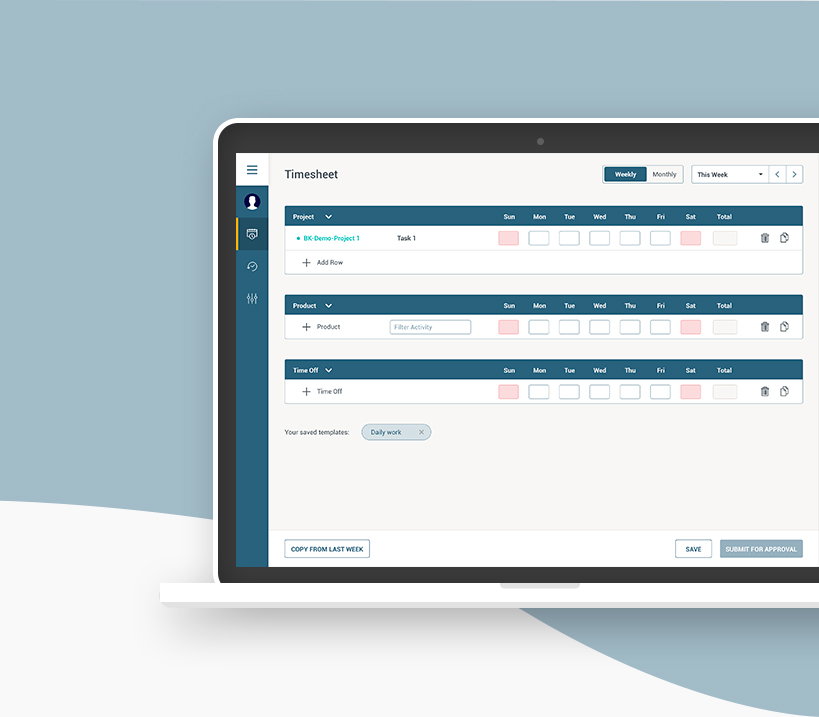 Timesheet Weekly Monthly This Week
Project Sun Mon Tue Wed Thu Fri Sat Total
BK-Demo-Project 1 Task 1
Add Row
Product Sun Mon Tue Wed Thu Fri Sat Total
Product Filter Activity
Time Off Sun Mon Tue Wed Thu Fri Sat Total
Time Off
Your saved templates: Daily work
COPY FROM LAST WEEK SAVE SUBMIT FOR APPROVAL